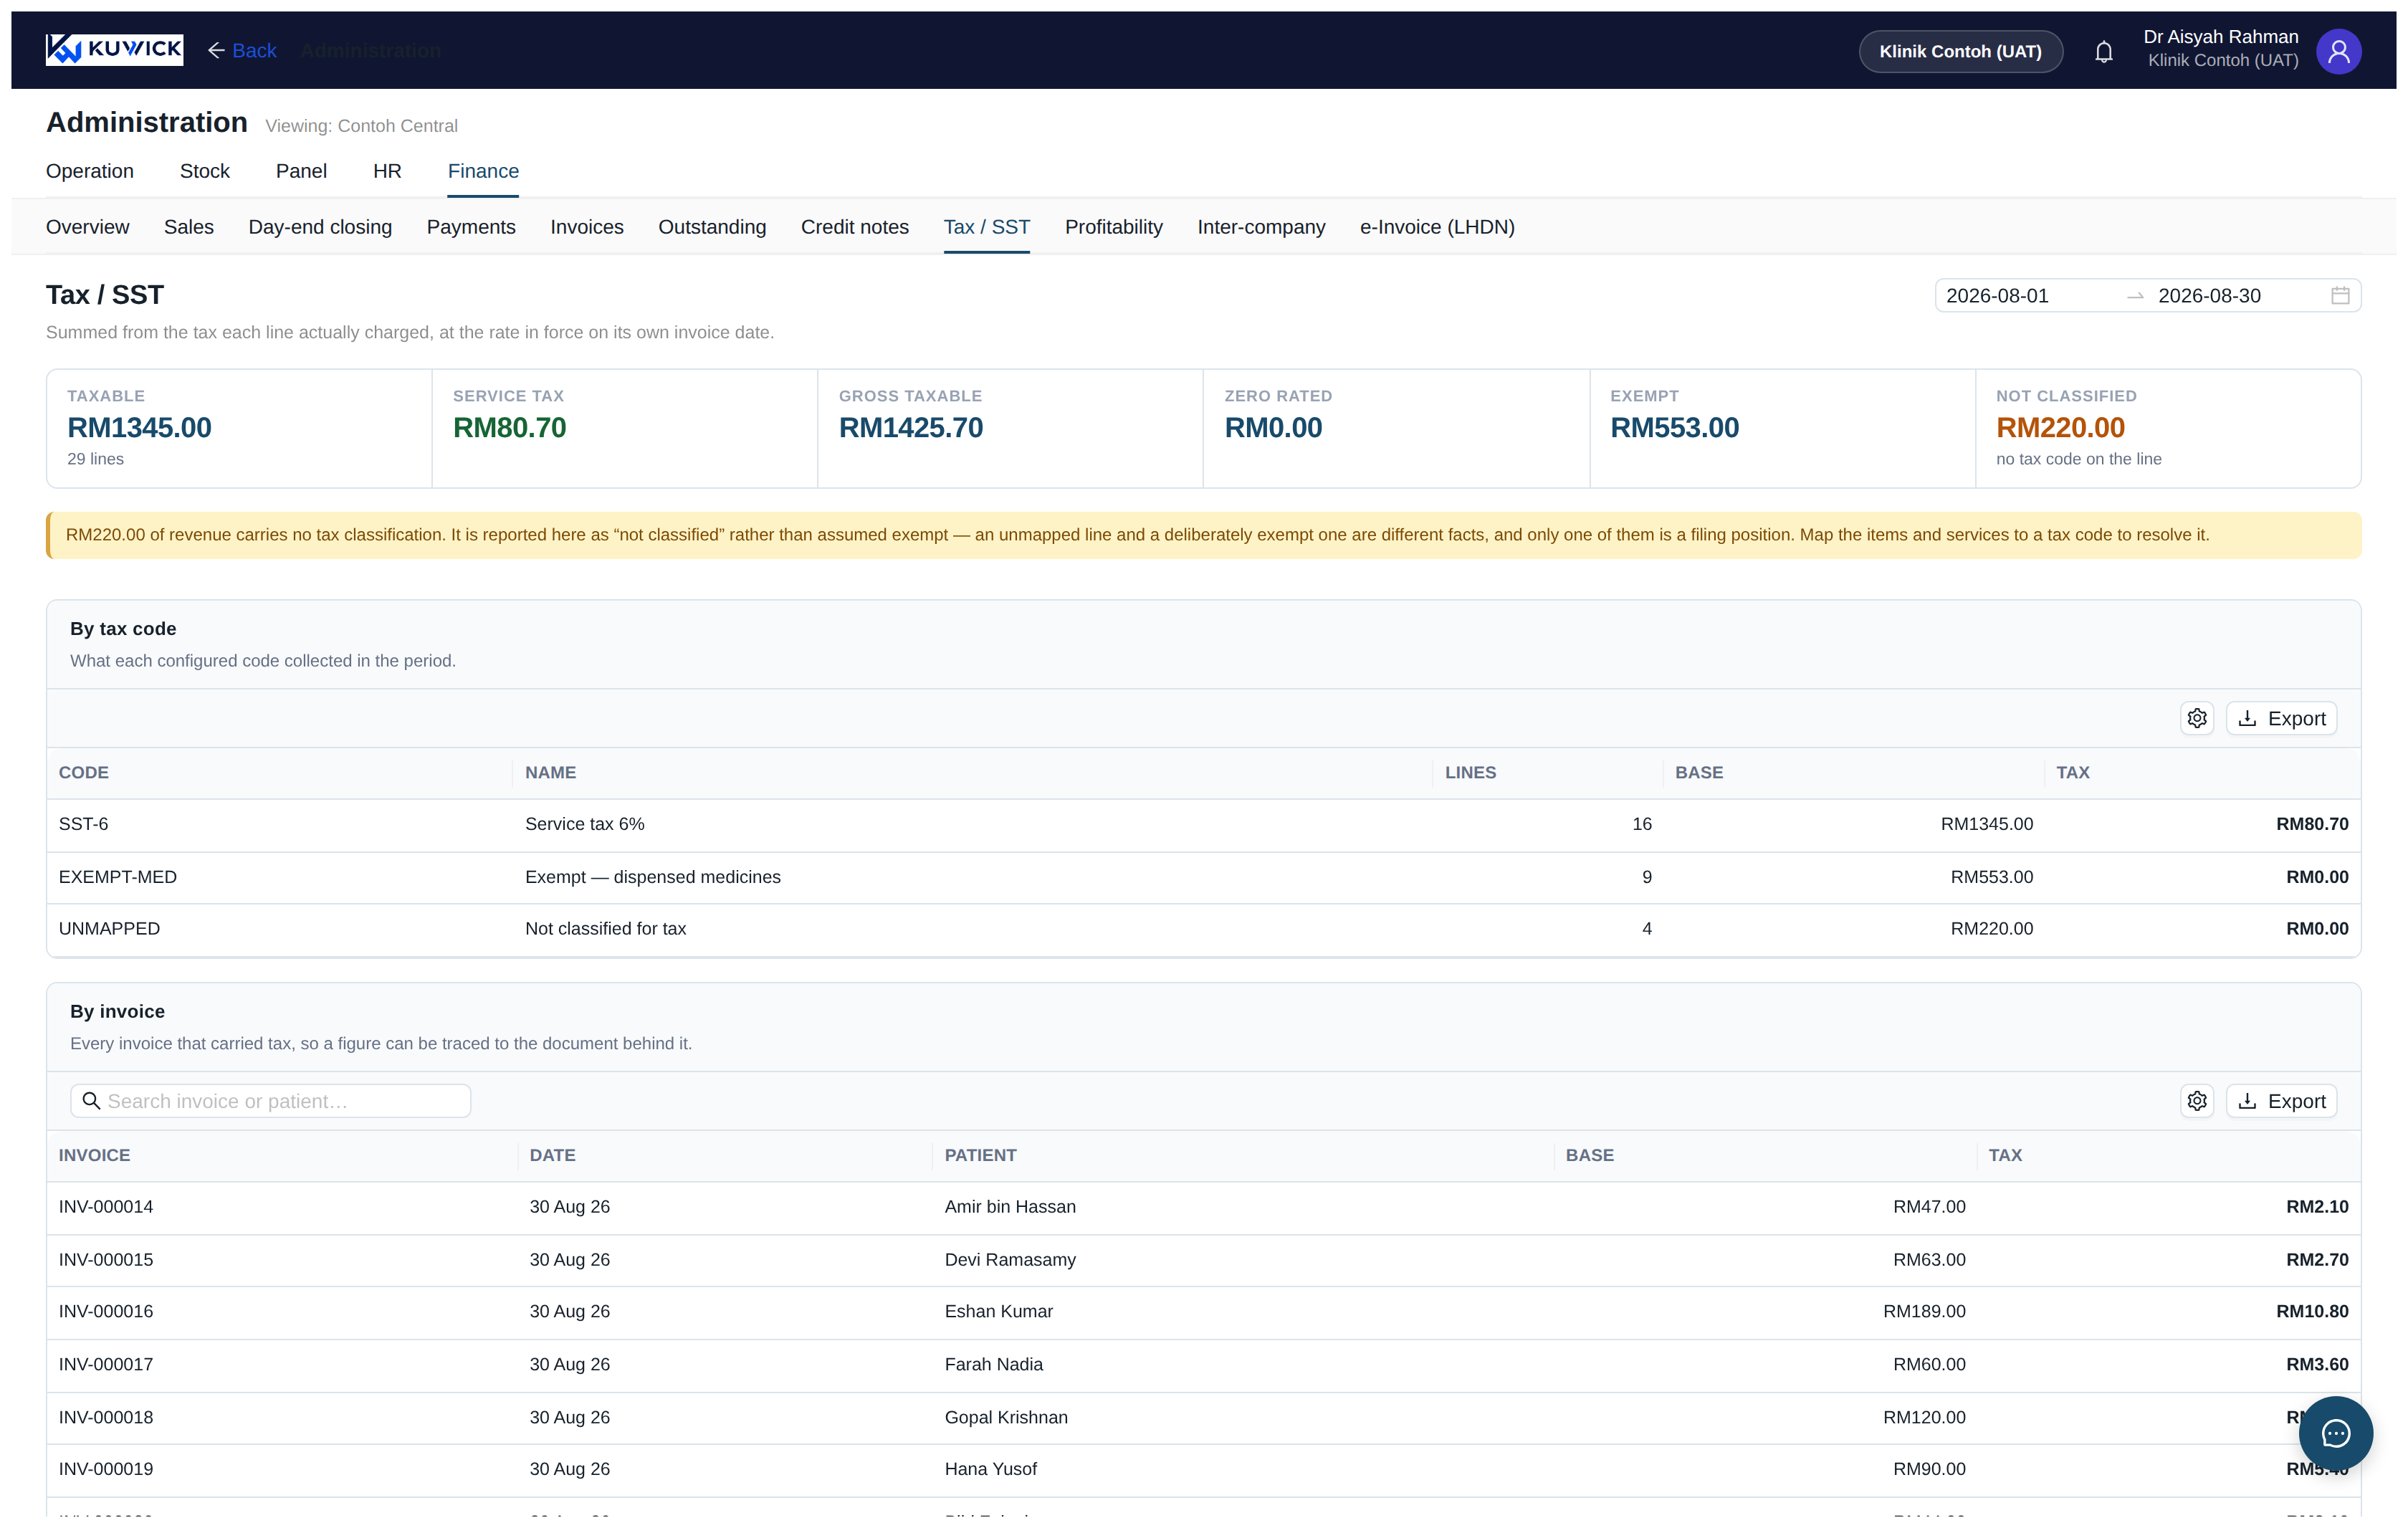 KUWICK
Back
Administration
Klinik Contoh (UAT)
Dr Aisyah Rahman
Klinik Contoh (UAT)
Administration Viewing: Contoh Central
Operation Stock Panel HR Finance
Overview Sales Day-end closing Payments Invoices Outstanding Credit notes Tax / SST Profitability Inter-company e-Invoice (LHDN)
Tax / SST
2026-08-01 2026-08-30
Summed from the tax each line actually charged, at the rate in force on its own invoice date.
TAXABLE SERVICE TAX GROSS TAXABLE ZERO RATED EXEMPT NOT CLASSIFIED
RM1345.00 RM80.70 RM1425.70 RM0.00 RM553.00 RM220.00
29 lines no tax code on the line
RM220.00 of revenue carries no tax classification. It is reported here as “not classified” rather than assumed exempt — an unmapped line and a deliberately exempt one are different facts, and only one of them is a filing position. Map the items and services to a tax code to resolve it.
By tax code
What each configured code collected in the period.
Export
CODE NAME LINES BASE TAX
SST-6 Service tax 6% 16 RM1345.00 RM80.70
EXEMPT-MED Exempt — dispensed medicines 9 RM553.00 RM0.00
UNMAPPED Not classified for tax 4 RM220.00 RM0.00
By invoice
Every invoice that carried tax, so a figure can be traced to the document behind it.
Search invoice or patient…
Export
INVOICE DATE PATIENT BASE TAX
INV-000014 30 Aug 26 Amir bin Hassan RM47.00 RM2.10
INV-000015 30 Aug 26 Devi Ramasamy RM63.00 RM2.70
INV-000016 30 Aug 26 Eshan Kumar RM189.00 RM10.80
INV-000017 30 Aug 26 Farah Nadia RM60.00 RM3.60
INV-000018 30 Aug 26 Gopal Krishnan RM120.00
INV-000019 30 Aug 26 Hana Yusof RM90.00